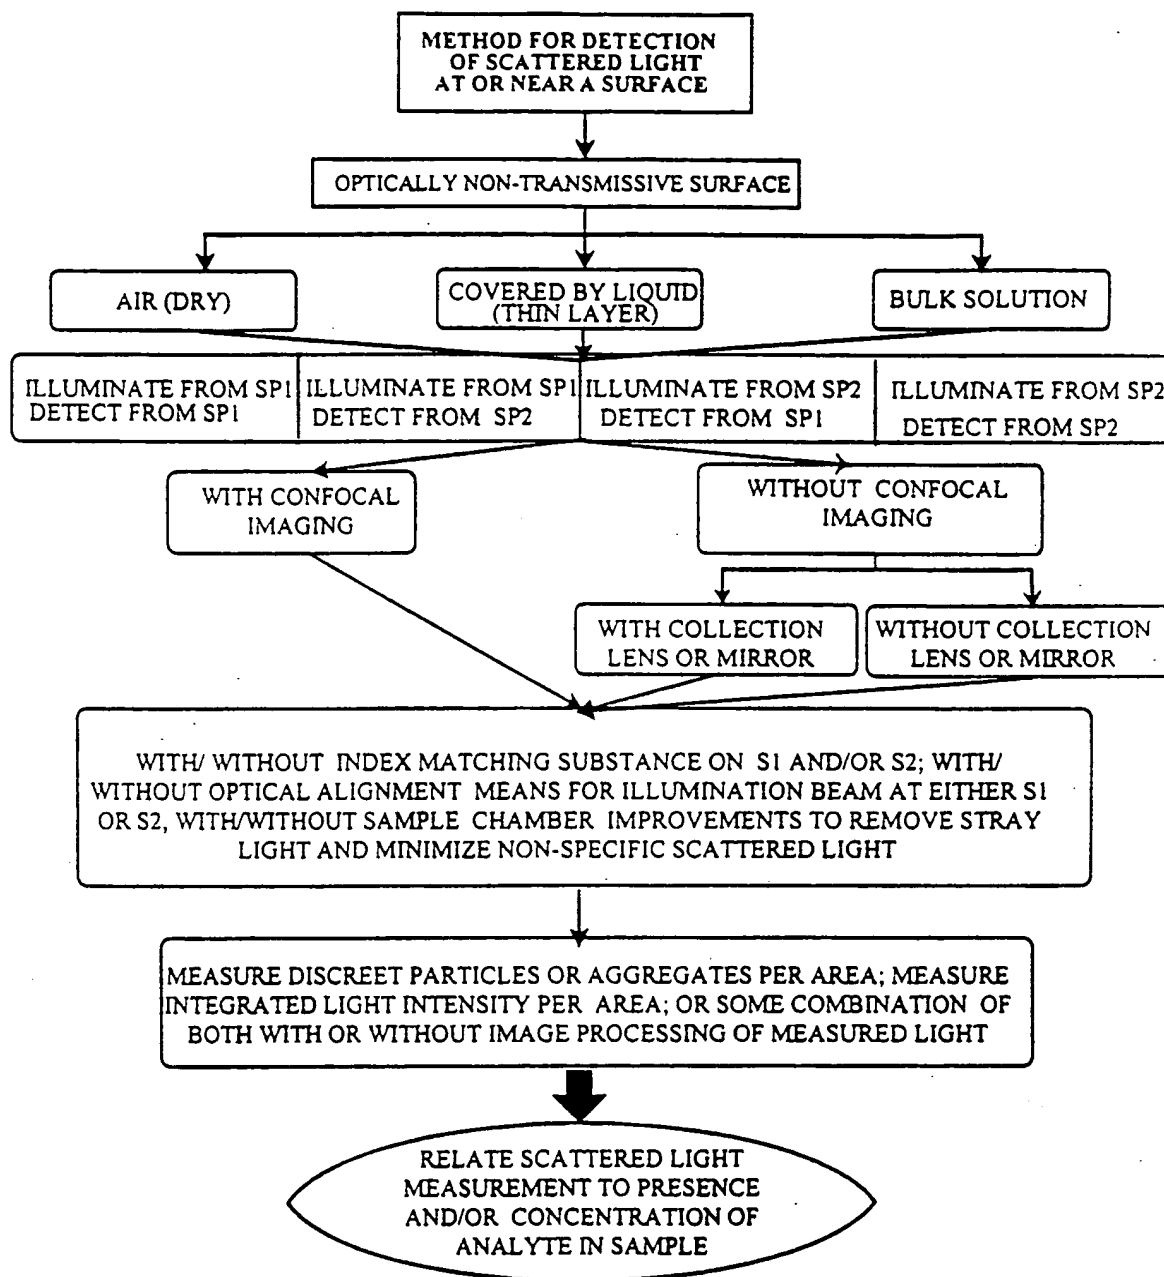 METHOD FOR DETECTION
OF SCATTERED LIGHT
AT OR NEAR A SURFACE
OPTICALLY NON-TRANSMISSIVE SURFACE
AIR (DRY)
COVERED BY LIQUID
(THIN LAYER)
BULK SOLUTION
ILLUMINATE FROM SP1
DETECT FROM SP1
ILLUMINATE FROM SP1
DETECT FROM SP2
ILLUMINATE FROM SP2
DETECT FROM SP1
ILLUMINATE FROM SP2
DETECT FROM SP2
WITH CONFOCAL
IMAGING
WITHOUT CONFOCAL
IMAGING
WITH COLLECTION
LENS OR MIRROR
WITHOUT COLLECTION
LENS OR MIRROR
WITH/ WITHOUT INDEX MATCHING SUBSTANCE ON S1 AND/OR S2; WITH/
WITHOUT OPTICAL ALIGNMENT MEANS FOR ILLUMINATION BEAM AT EITHER S1
OR S2, WITH/WITHOUT SAMPLE CHAMBER IMPROVEMENTS TO REMOVE STRAY
LIGHT AND MINIMIZE NON-SPECIFIC SCATTERED LIGHT
MEASURE DISCREET PARTICLES OR AGGREGATES PER AREA; MEASURE
INTEGRATED LIGHT INTENSITY PER AREA; OR SOME COMBINATION OF
BOTH WITH OR WITHOUT IMAGE PROCESSING OF MEASURED LIGHT
RELATE SCATTERED LIGHT
MEASUREMENT TO PRESENCE
AND/OR CONCENTRATION OF
ANALYTE IN SAMPLE